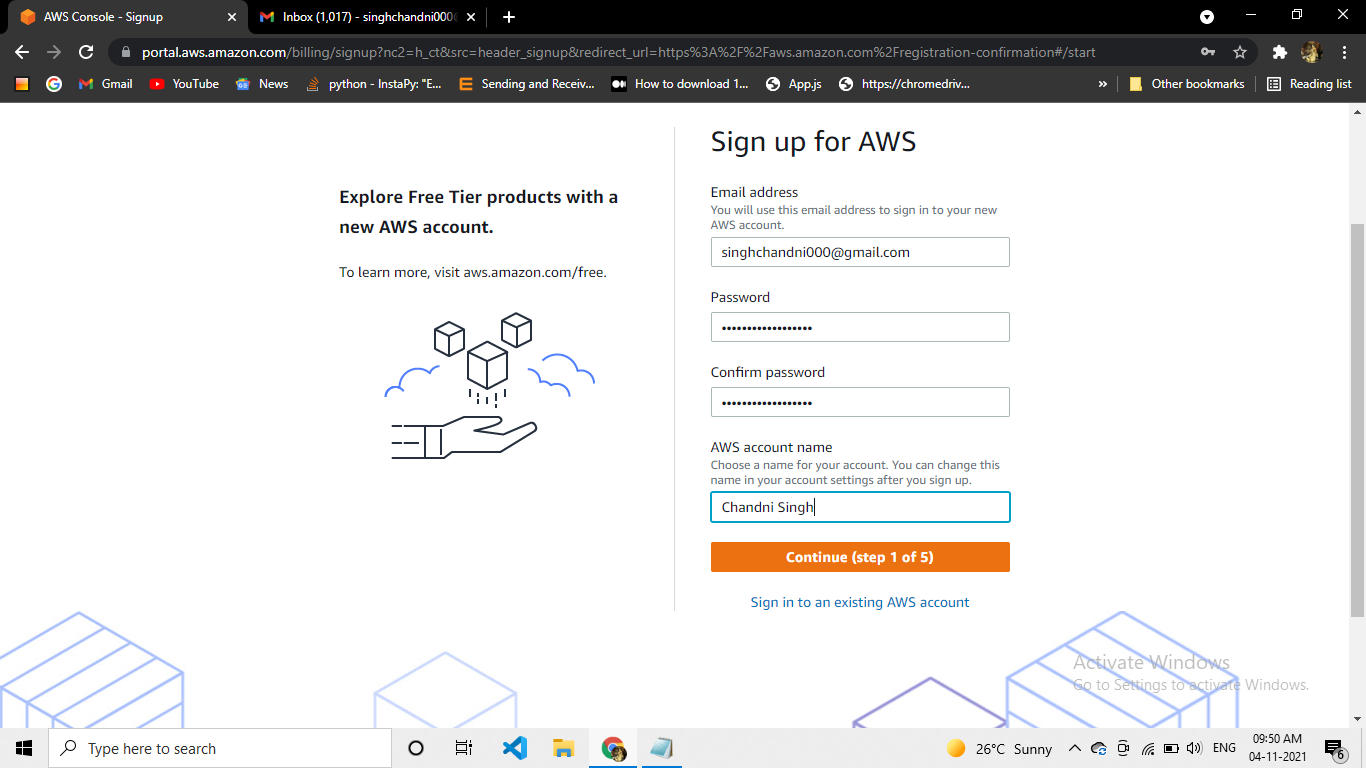 AWS Console - Signup
Inbox (1,017) - singhchandni000@
portal.aws.amazon.com/billing/signup?nc2=h_ct&src=header_signup&redirect_url=https%3A%2F%2Faws.amazon.com%2Fregistration-confirmation#/start
Gmail YouTube News python - InstaPy: "E... Sending and Receiv... How to download 1... App.js https://chromedriv... » Other bookmarks Reading list
Explore Free Tier products with a
new AWS account.
To learn more, visit aws.amazon.com/free.
Sign up for AWS
Email address
You will use this email address to sign in to your new
AWS account.
singhchandni000@gmail.com
Password
••••••••••••••••••
Confirm password
••••••••••••••••••
AWS account name
Choose a name for your account. You can change this
name in your account settings after you sign up.
Chandni Singh
Continue (step 1 of 5)
Sign in to an existing AWS account
Activate Windows
Go to Settings to activate Windows.
Type here to search
26°C Sunny
ENG
09:50 AM
04-11-2021
6